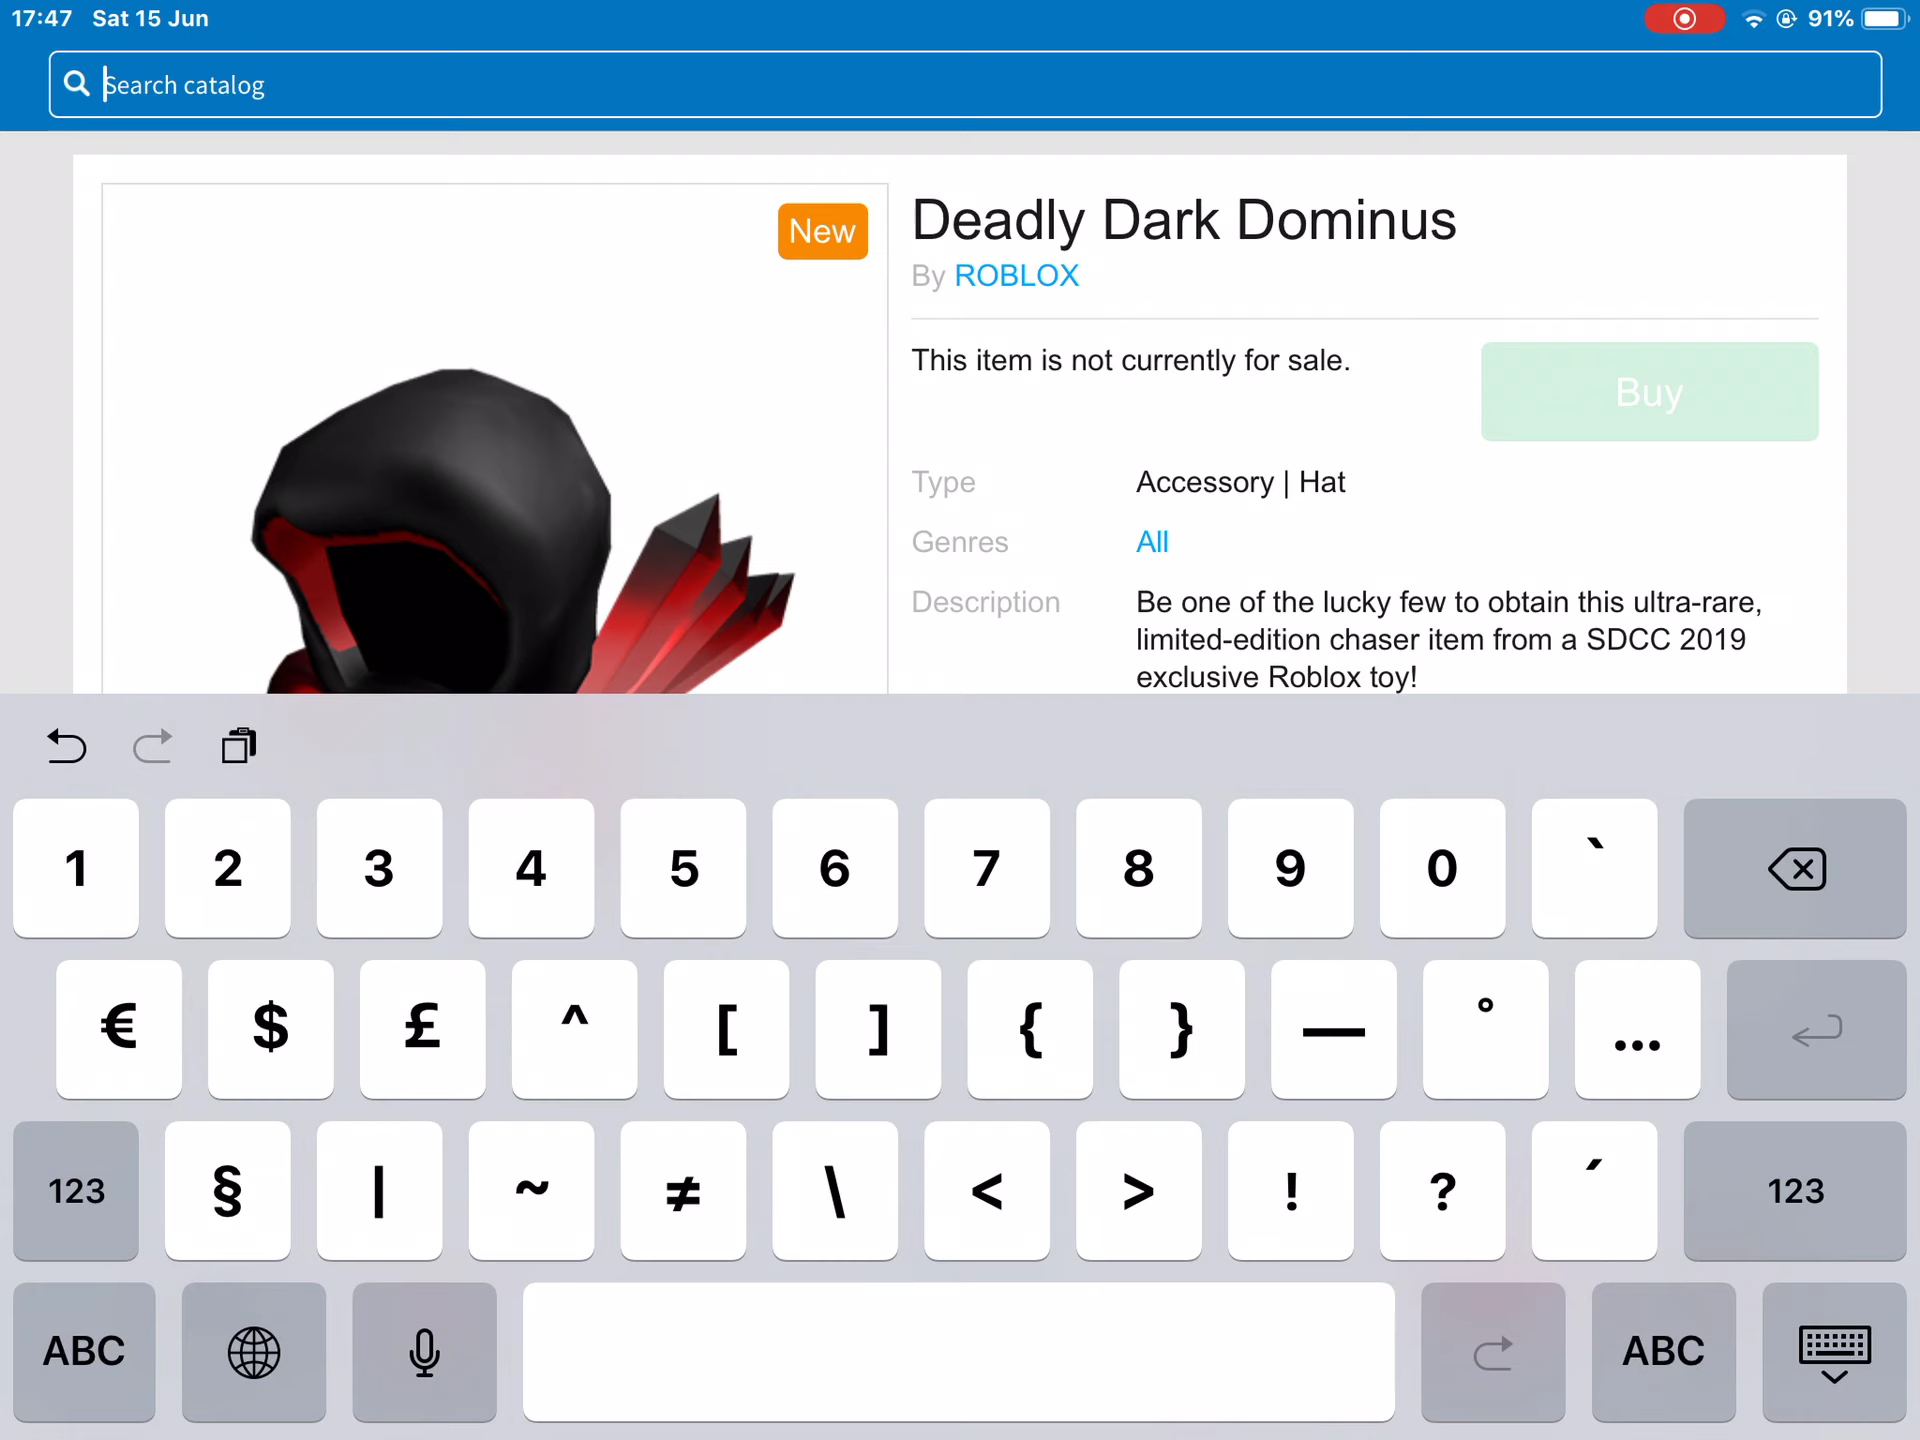 17:47 Sat 15 Jun 91%
Search catalog
New
Deadly Dark Dominus
By ROBLOX
This item is not currently for sale.
Buy
Type Accessory | Hat
Genres All
Description Be one of the lucky few to obtain this ultra-rare,
limited-edition chaser item from a SDCC 2019
exclusive Roblox toy!
1 2 3 4 5 6 7 8 9 0 `
€ $ £ ^ [ ] { } — ° …
123 § | ~ ≠ \ < > ! ? ´ 123
ABC ABC